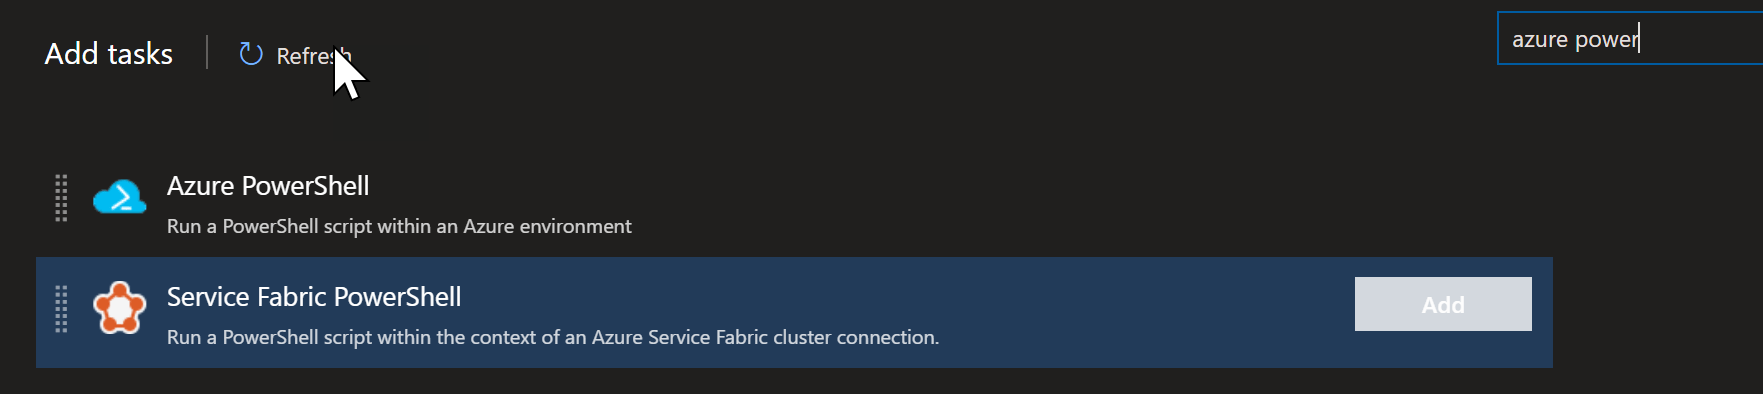 Add tasks
Refresh
azure power
Azure PowerShell
Run a PowerShell script within an Azure environment
Service Fabric PowerShell
Add
Run a PowerShell script within the context of an Azure Service Fabric cluster connection.